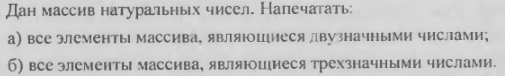 Дан массив натуральных чисел. Напечатать:
а) все элементы массива, являющиеся двузначными числами;
б) все элементы массива, являющиеся трехзначными числами.